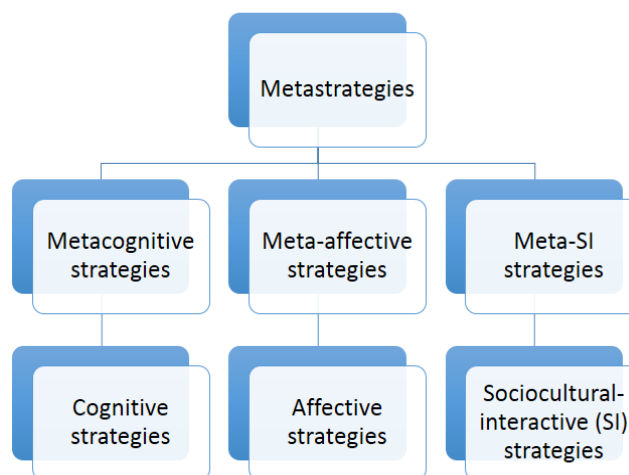 Metastrategies
Metacognitive
strategies
Meta-affective
strategies
Meta-SI
strategies
Cognitive
strategies
Affective
strategies
Sociocultural-
interactive (SI)
strategies